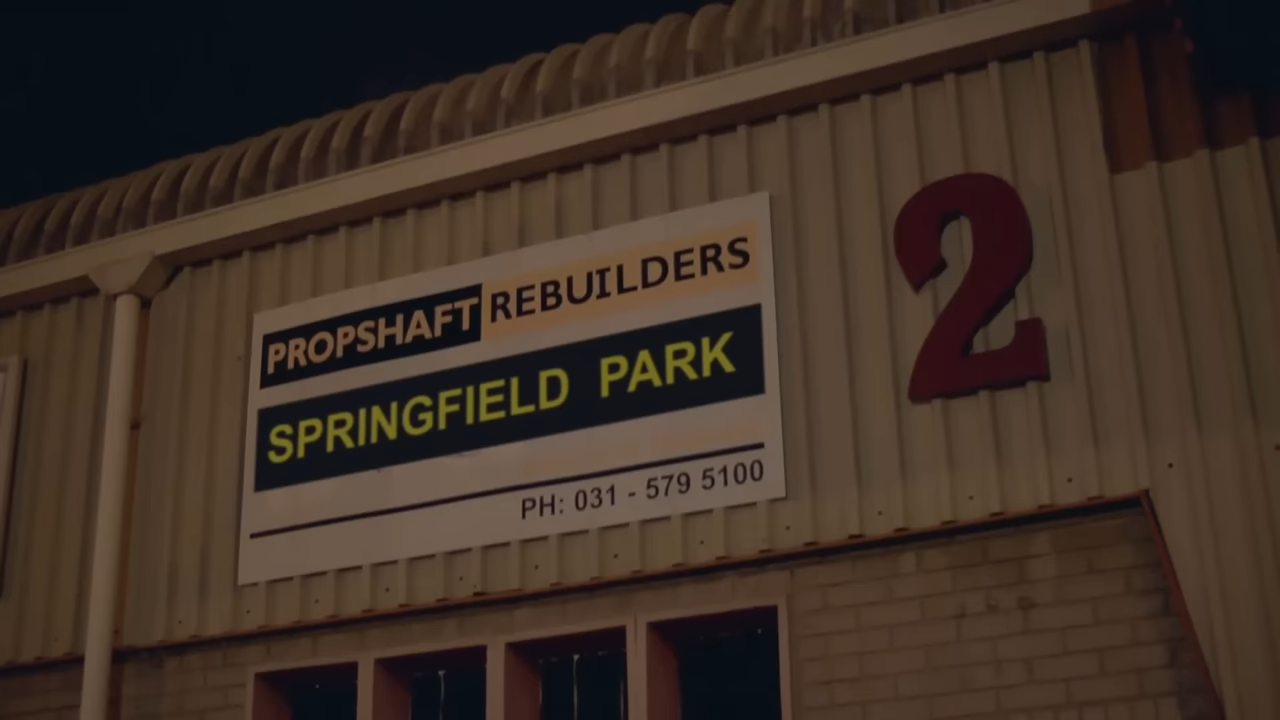 PROPSHAFT REBUILDERS
SPRINGFIELD PARK
PH: 031 - 579 5100
2